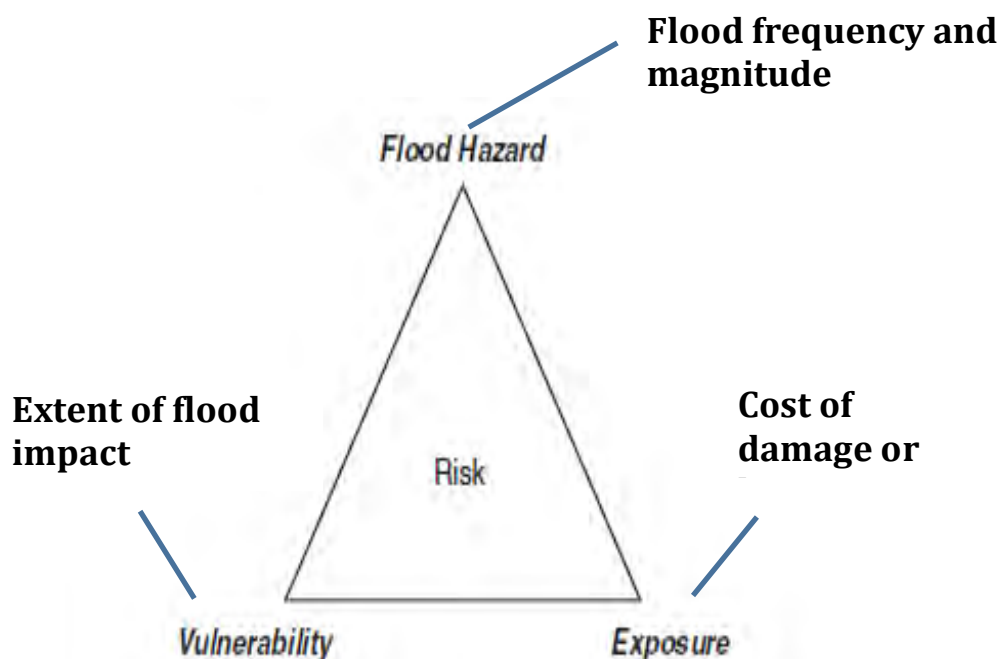 Flood frequency and
magnitude
Flood Hazard
Extent of flood
impact
Cost of
damage or
Risk
Vulnerability
Exposure